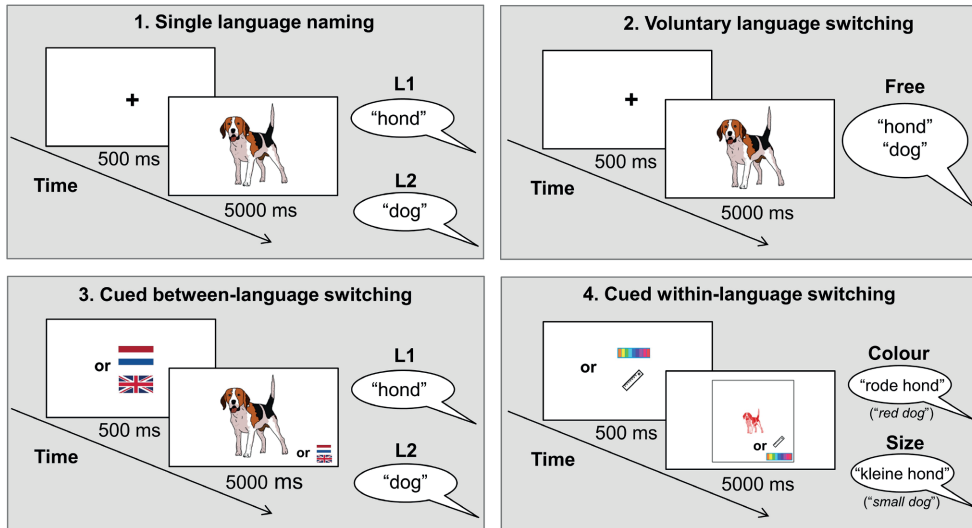 1. Single language naming
+
500 ms
Time
5000 ms
L1
“hond”
L2
“dog”
2. Voluntary language switching
+
500 ms
Time
5000 ms
Free
“hond”
“dog”
3. Cued between-language switching
or
500 ms
Time
or
5000 ms
L1
“hond”
L2
“dog”
4. Cued within-language switching
or
500 ms
Time
or
5000 ms
Colour
“rode hond”
(“red dog”)
Size
“kleine hond”
(“small dog”)